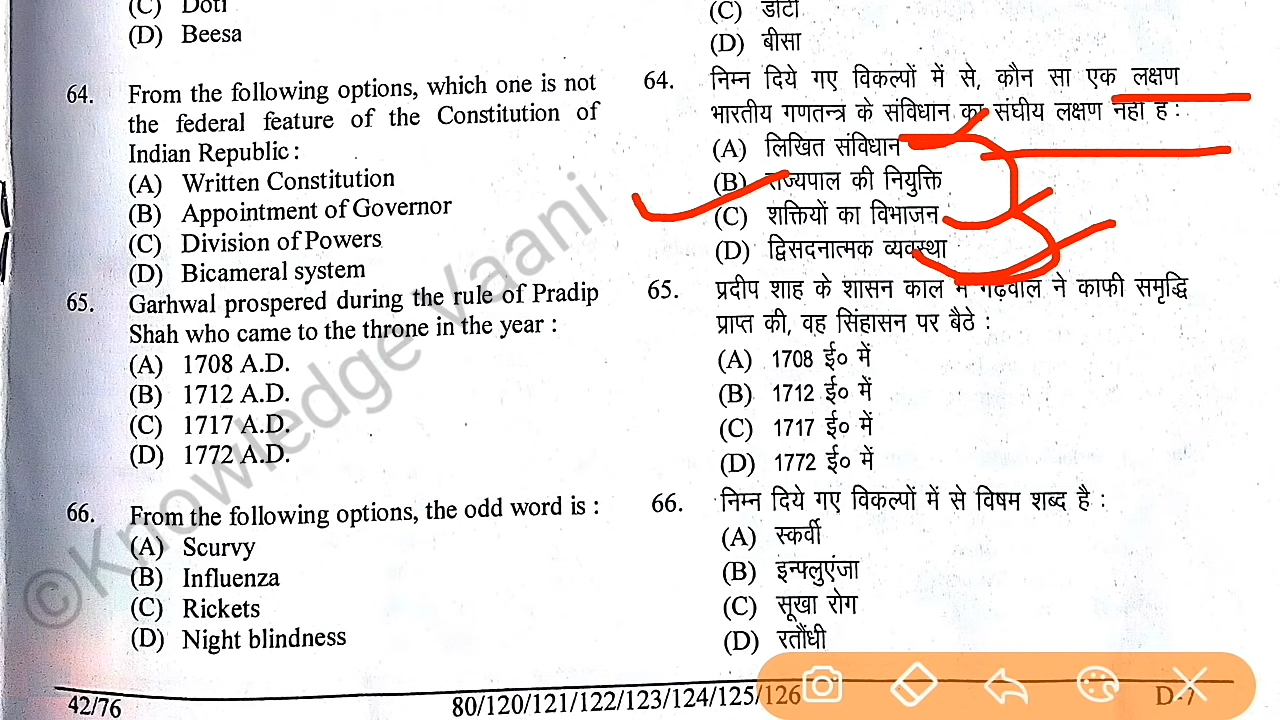 (C) Doti
(D) Beesa
64. From the following options, which one is not
the federal feature of the Constitution of
Indian Republic :
(A) Written Constitution
(B) Appointment of Governor
(C) Division of Powers
(D) Bicameral system
65. Garhwal prospered during the rule of Pradip
Shah who came to the throne in the year :
(A) 1708 A.D.
(B) 1712 A.D.
(C) 1717 A.D.
(D) 1772 A.D.
66. From the following options, the odd word is :
(A) Scurvy
(B) Influenza
(C) Rickets
(D) Night blindness
(C) डोटी
(D) बीसा
64. निम्न दिये गए विकल्पों में से, कौन सा एक लक्षण
भारतीय गणतन्त्र के संविधान का संघीय लक्षण नहीं है :
(A) लिखित संविधान
(B) राज्यपाल की नियुक्ति
(C) शक्तियों का विभाजन
(D) द्विसदनात्मक व्यवस्था
65. प्रदीप शाह के शासन काल में गढ़वाल ने काफी समृद्धि
प्राप्त की, वह सिंहासन पर बैठे :
(A) 1708 ई० में
(B) 1712 ई० में
(C) 1717 ई० में
(D) 1772 ई० में
66. निम्न दिये गए विकल्पों में से विषम शब्द है :
(A) स्कर्वी
(B) इन्फ्लुएंजा
(C) सूखा रोग
(D) रतौंधी
©Knowledge Vaani
42/76 80/120/121/122/123/124/125/126 D-7